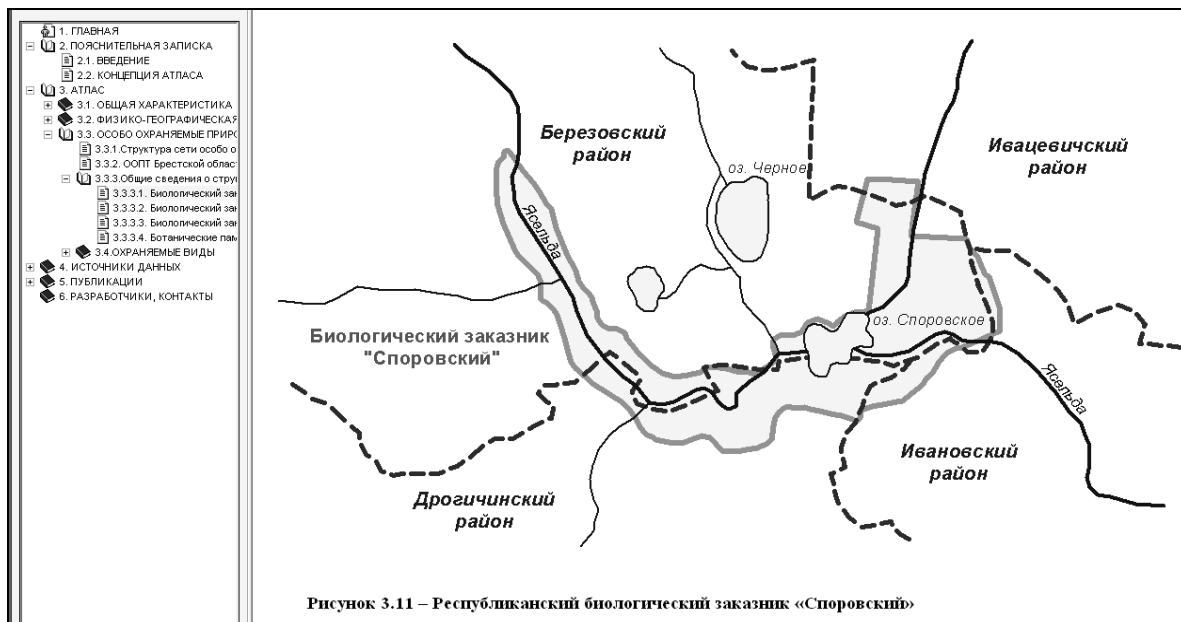 1. ГЛАВНАЯ
2. ПОЯСНИТЕЛЬНАЯ ЗАПИСКА
2.1. ВВЕДЕНИЕ
2.2. КОНЦЕПЦИЯ АТЛАСА
3. АТЛАС
3.1. ОБЩАЯ ХАРАКТЕРИСТИКА
3.2. ФИЗИКО-ГЕОГРАФИЧЕСКАЯ
3.3. ОСОБО ОХРАНЯЕМЫЕ ПРИРО
3.3.1.Структура сети особо о
3.3.2. ООПТ Брестской облас
3.3.3.Общие сведения о стру
3.3.3.1. Биологический зак
3.3.3.2. Биологический зак
3.3.3.3. Биологический зак
3.3.3.4. Ботанические пам
3.4.ОХРАНЯЕМЫЕ ВИДЫ
4. ИСТОЧНИКИ ДАННЫХ
5. ПУБЛИКАЦИИ
6. РАЗРАБОТЧИКИ, КОНТАКТЫ
Березовский
район
Ивацевичский
район
оз. Черное
Ясельда
оз. Споровское
Биологический заказник
"Споровский"
Ясельда
Ивановский
район
Дрогичинский
район
Рисунок 3.11 – Республиканский биологический заказник «Споровский»